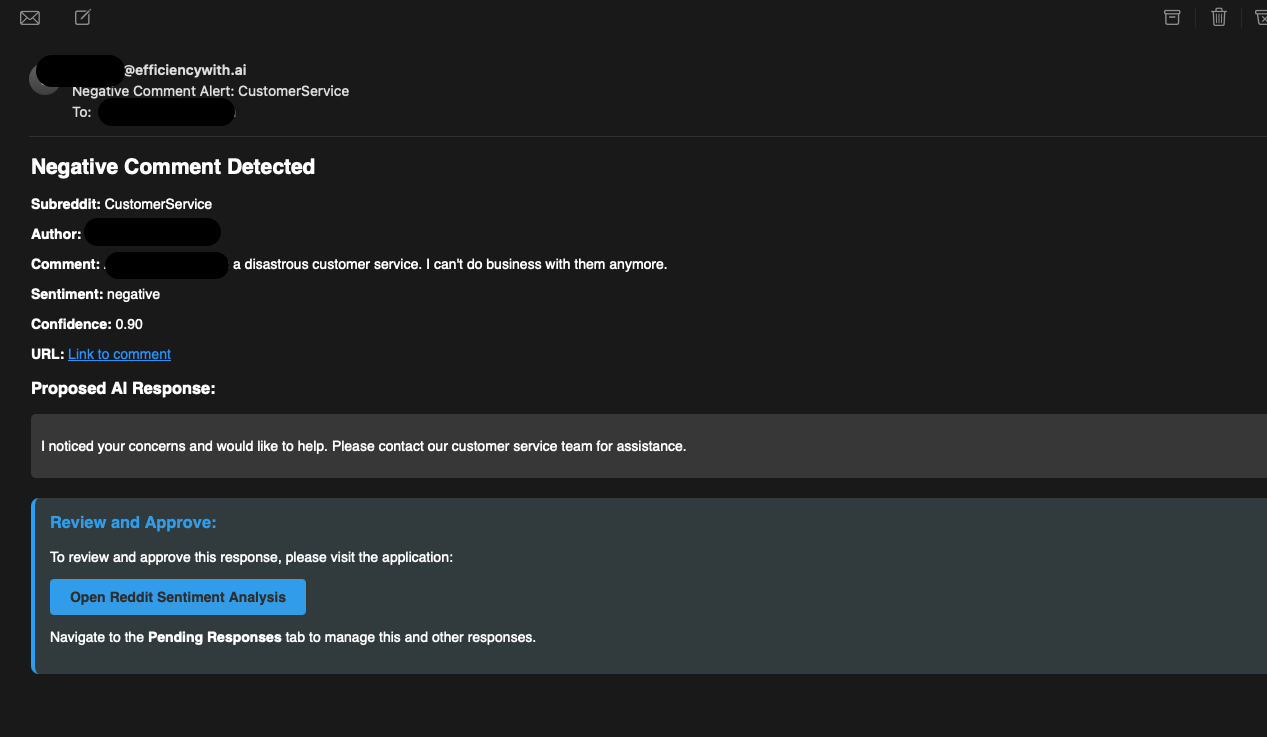 @efficiencywith.ai
Negative Comment Alert: CustomerService
To:
Negative Comment Detected
Subreddit: CustomerService
Author:
Comment: a disastrous customer service. I can't do business with them anymore.
Sentiment: negative
Confidence: 0.90
URL: Link to comment
Proposed AI Response:
I noticed your concerns and would like to help. Please contact our customer service team for assistance.
Review and Approve:
To review and approve this response, please visit the application:
Open Reddit Sentiment Analysis
Navigate to the Pending Responses tab to manage this and other responses.